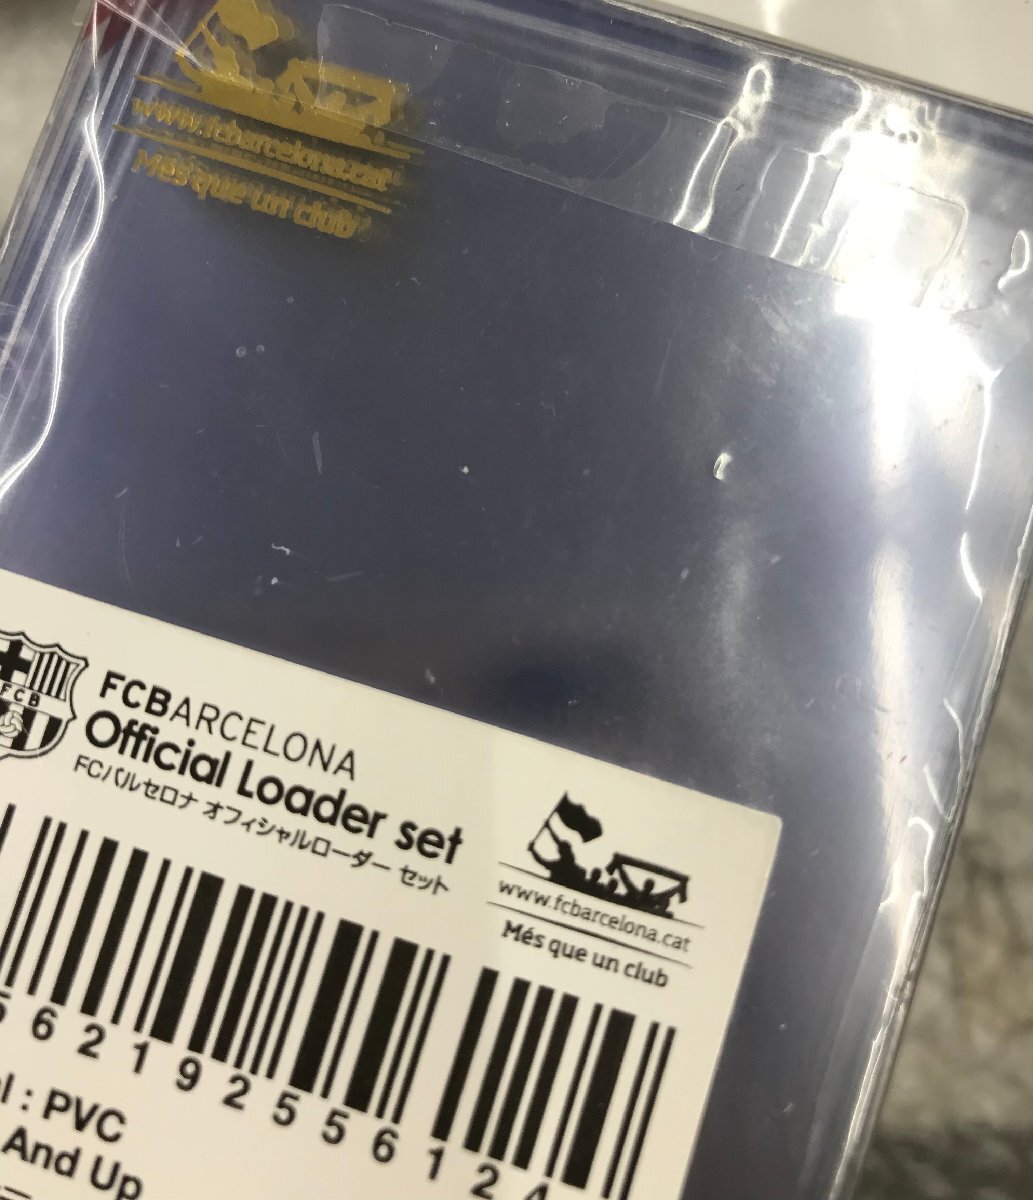 www.fcbarcelona.cat
Més que un club
FCB
FCBARCELONA
Official Loader set
FCバルセロナ オフィシャルローダー セット
www.fcbarcelona.cat
Més que un club
62192556124
: PVC
And Up